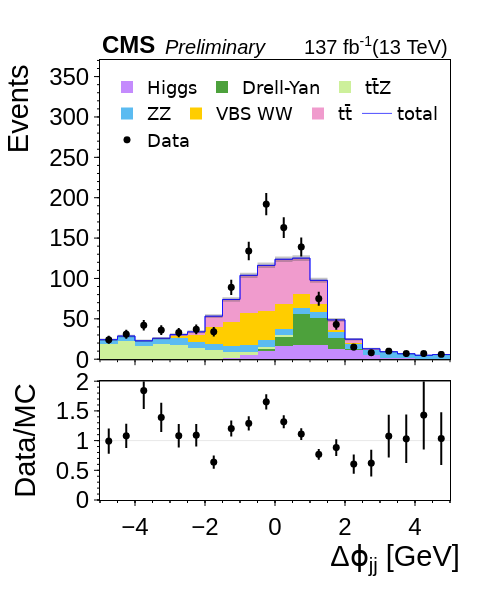 CMS Preliminary 137 fb⁻¹(13 TeV)
Events
350
300
250
200
150
100
50
0
Higgs Drell-Yan tt̄Z
ZZ VBS WW tt̄ total
Data
Data/MC
2
1.5
1
0.5
0
−4 −2 0 2 4
Δϕjj [GeV]